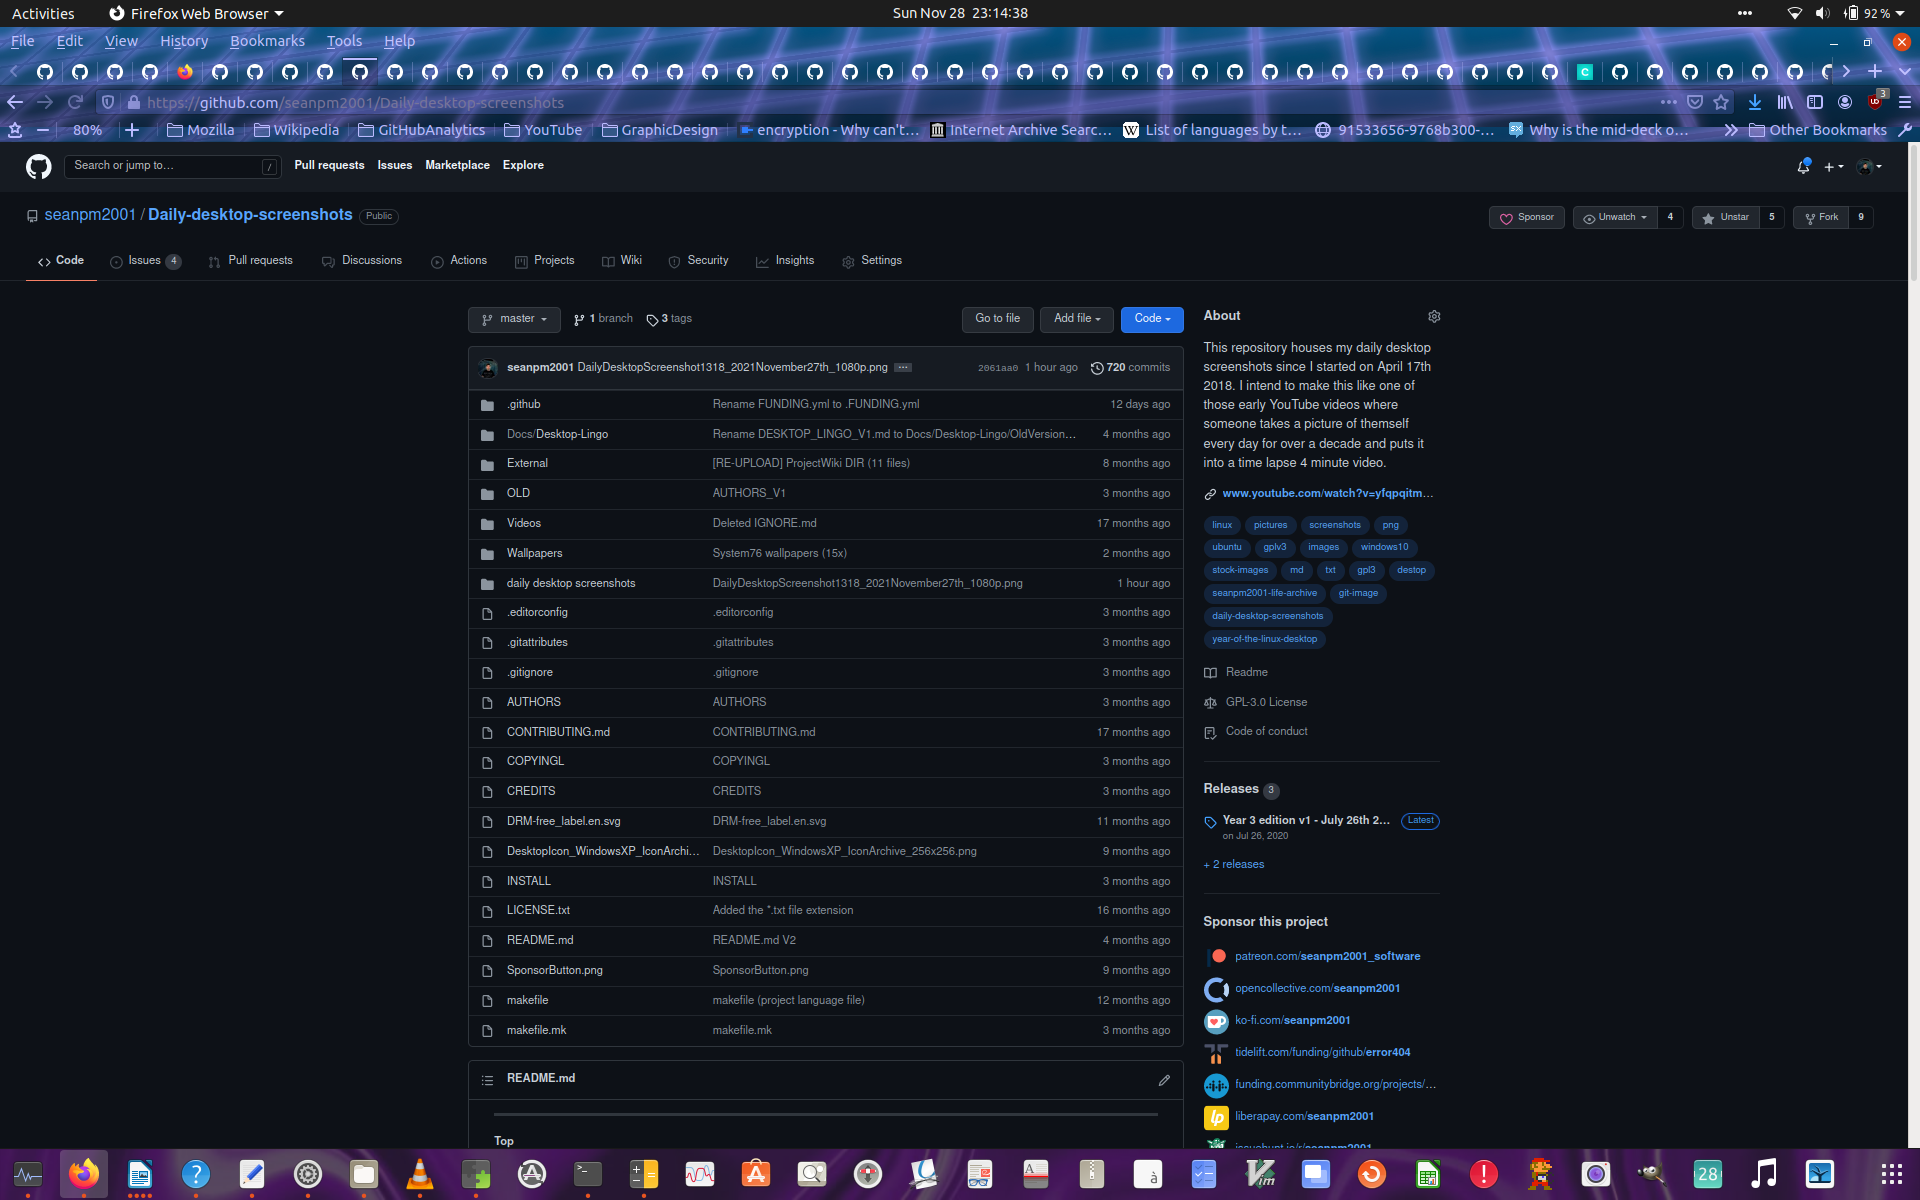 Activities Firefox Web Browser Sun Nov 28 23:14:38 92 %
File Edit View History Bookmarks Tools Help
https://github.com/seanpm2001/Daily-desktop-screenshots 3
80% Mozilla Wikipedia GitHubAnalytics YouTube GraphicDesign encryption - Why can't… Internet Archive Searc… List of languages by t… 91533656-9768b300-… Why is the mid-deck o… Other Bookmarks
Search or jump to… / Pull requests Issues Marketplace Explore
seanpm2001 / Daily-desktop-screenshots Public Sponsor Unwatch 4 Unstar 5 Fork 9
Code Issues 4 Pull requests Discussions Actions Projects Wiki Security Insights Settings
master 1 branch 3 tags Go to file Add file Code
seanpm2001 DailyDesktopScreenshot1318_2021November27th_1080p.png 2061aa0 1 hour ago 720 commits
.github Rename FUNDING.yml to .FUNDING.yml 12 days ago
Docs/Desktop-Lingo Rename DESKTOP_LINGO_V1.md to Docs/Desktop-Lingo/OldVersion… 4 months ago
External [RE-UPLOAD] ProjectWiki DIR (11 files) 8 months ago
OLD AUTHORS_V1 3 months ago
Videos Deleted IGNORE.md 17 months ago
Wallpapers System76 wallpapers (15x) 2 months ago
daily desktop screenshots DailyDesktopScreenshot1318_2021November27th_1080p.png 1 hour ago
.editorconfig .editorconfig 3 months ago
.gitattributes .gitattributes 3 months ago
.gitignore .gitignore 3 months ago
AUTHORS AUTHORS 3 months ago
CONTRIBUTING.md CONTRIBUTING.md 17 months ago
COPYINGL COPYINGL 3 months ago
CREDITS CREDITS 3 months ago
DRM-free_label.en.svg DRM-free_label.en.svg 11 months ago
DesktopIcon_WindowsXP_IconArchi… DesktopIcon_WindowsXP_IconArchive_256x256.png 9 months ago
INSTALL INSTALL 3 months ago
LICENSE.txt Added the *.txt file extension 16 months ago
README.md README.md V2 4 months ago
SponsorButton.png SponsorButton.png 9 months ago
makefile makefile (project language file) 12 months ago
makefile.mk makefile.mk 3 months ago
README.md
Top
About
This repository houses my daily desktop
screenshots since I started on April 17th
2018. I intend to make this like one of
those early YouTube videos where
someone takes a picture of themself
every day for over a decade and puts it
into a time lapse 4 minute video.
www.youtube.com/watch?v=yfqpqitm…
linux pictures screenshots png
ubuntu gplv3 images windows10
stock-images md txt gpl3 destop
seanpm2001-life-archive git-image
daily-desktop-screenshots
year-of-the-linux-desktop
Readme
GPL-3.0 License
Code of conduct
Releases 3
Year 3 edition v1 - July 26th 2… Latest
on Jul 26, 2020
+ 2 releases
Sponsor this project
patreon.com/seanpm2001_software
opencollective.com/seanpm2001
ko-fi.com/seanpm2001
tidelift.com/funding/github/error404
funding.communitybridge.org/projects/…
liberapay.com/seanpm2001
28